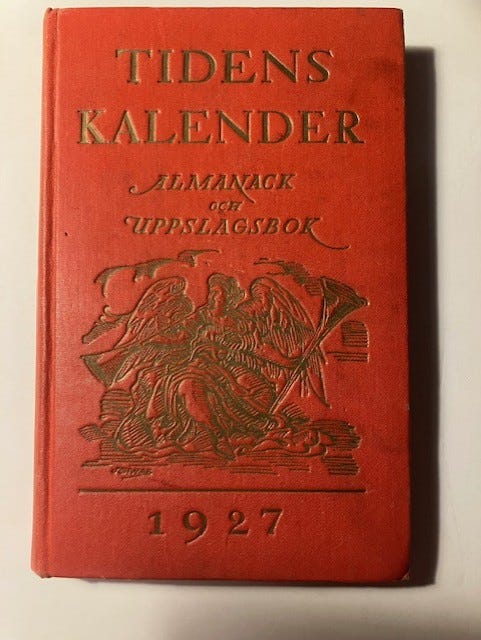 TIDENS
KALENDER
ALMANACK
OCH
UPPSLAGSBOK
1927